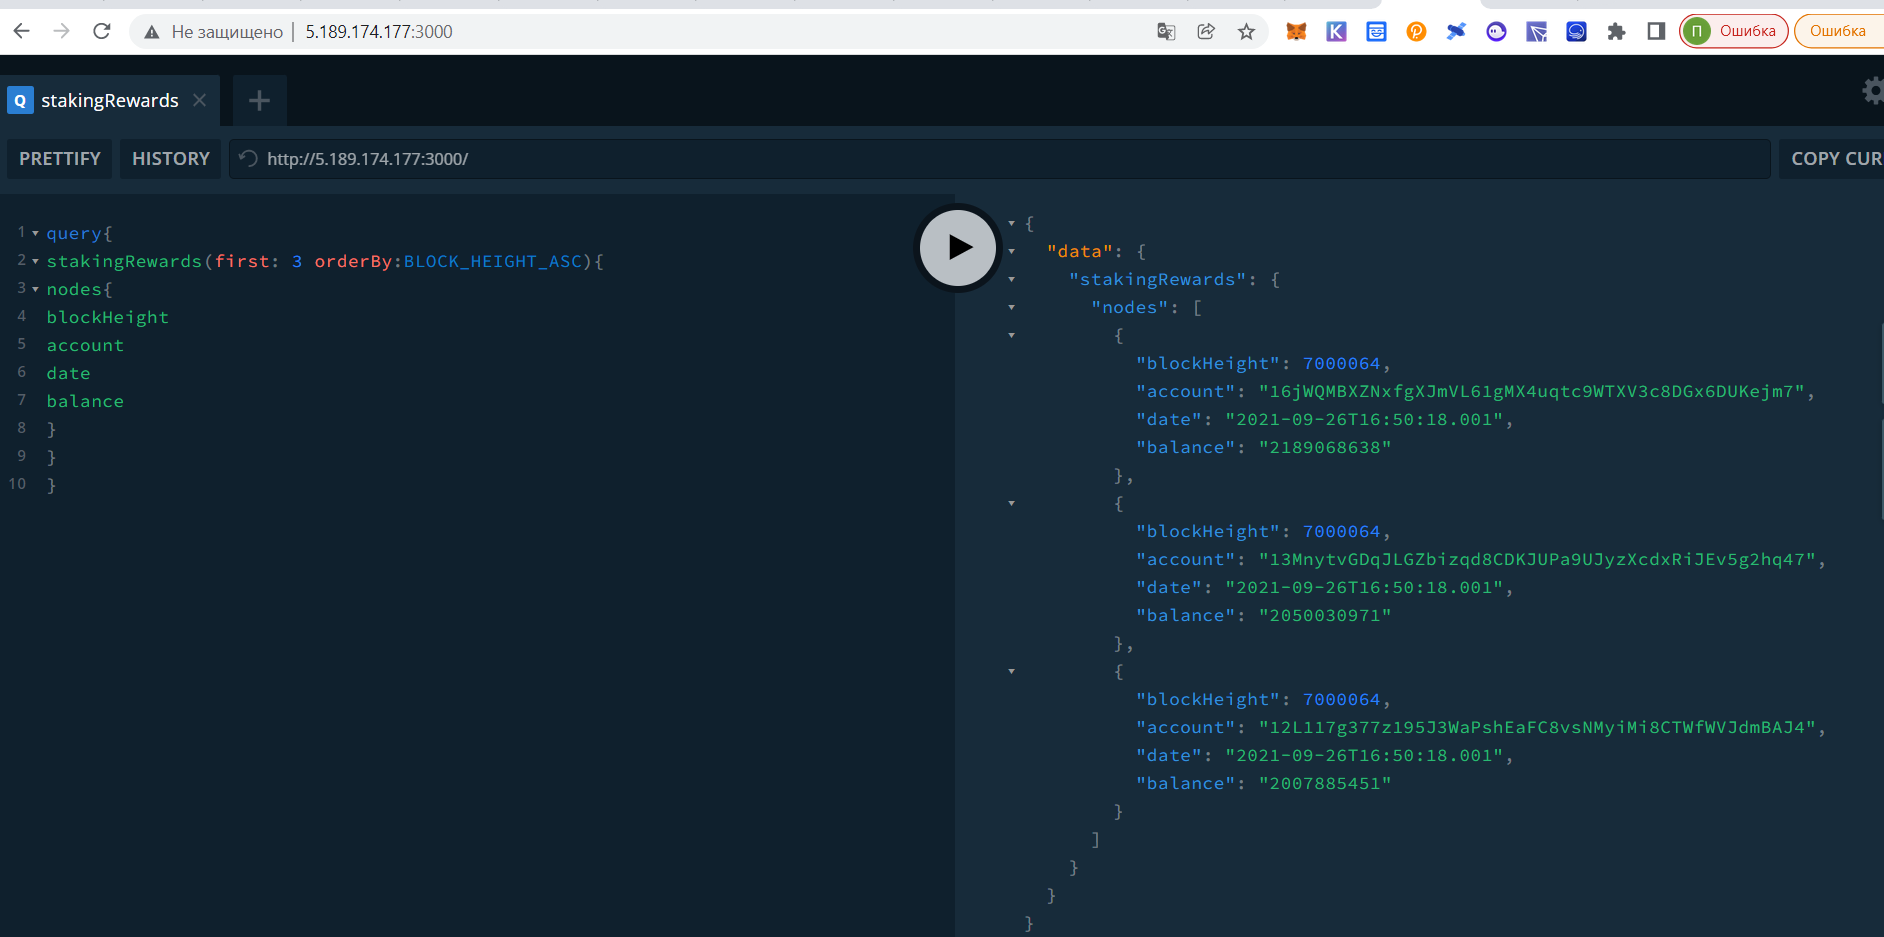 Не защищено | 5.189.174.177:3000
П Ошибка
Ошибка
Q stakingRewards
PRETTIFY
HISTORY
http://5.189.174.177:3000/
COPY CUR
1 query{
2 stakingRewards(first: 3 orderBy:BLOCK_HEIGHT_ASC){
3 nodes{
4 blockHeight
5 account
6 date
7 balance
8 }
9 }
10 }
{
"data": {
"stakingRewards": {
"nodes": [
{
"blockHeight": 7000064,
"account": "16jWQMBXZNxfgXJmVL61gMX4uqtc9WTXV3c8DGx6DUKejm7",
"date": "2021-09-26T16:50:18.001",
"balance": "2189068638"
},
{
"blockHeight": 7000064,
"account": "13MnytvGDqJLGZbizqd8CDKJUPa9UJyzXcdxRiJEv5g2hq47",
"date": "2021-09-26T16:50:18.001",
"balance": "2050030971"
},
{
"blockHeight": 7000064,
"account": "12L117g377z195J3WaPshEaFC8vsNMyiMi8CTWfWVJdmBAJ4",
"date": "2021-09-26T16:50:18.001",
"balance": "2007885451"
}
]
}
}
}